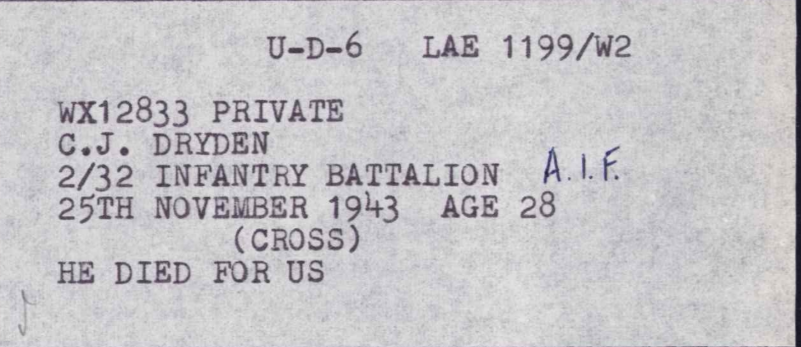 U-D-6 LAE 1199/W2
WX12833 PRIVATE
C.J. DRYDEN
2/32 INFANTRY BATTALION A.I.F.
25TH NOVEMBER 1943 AGE 28
(CROSS)
HE DIED FOR US